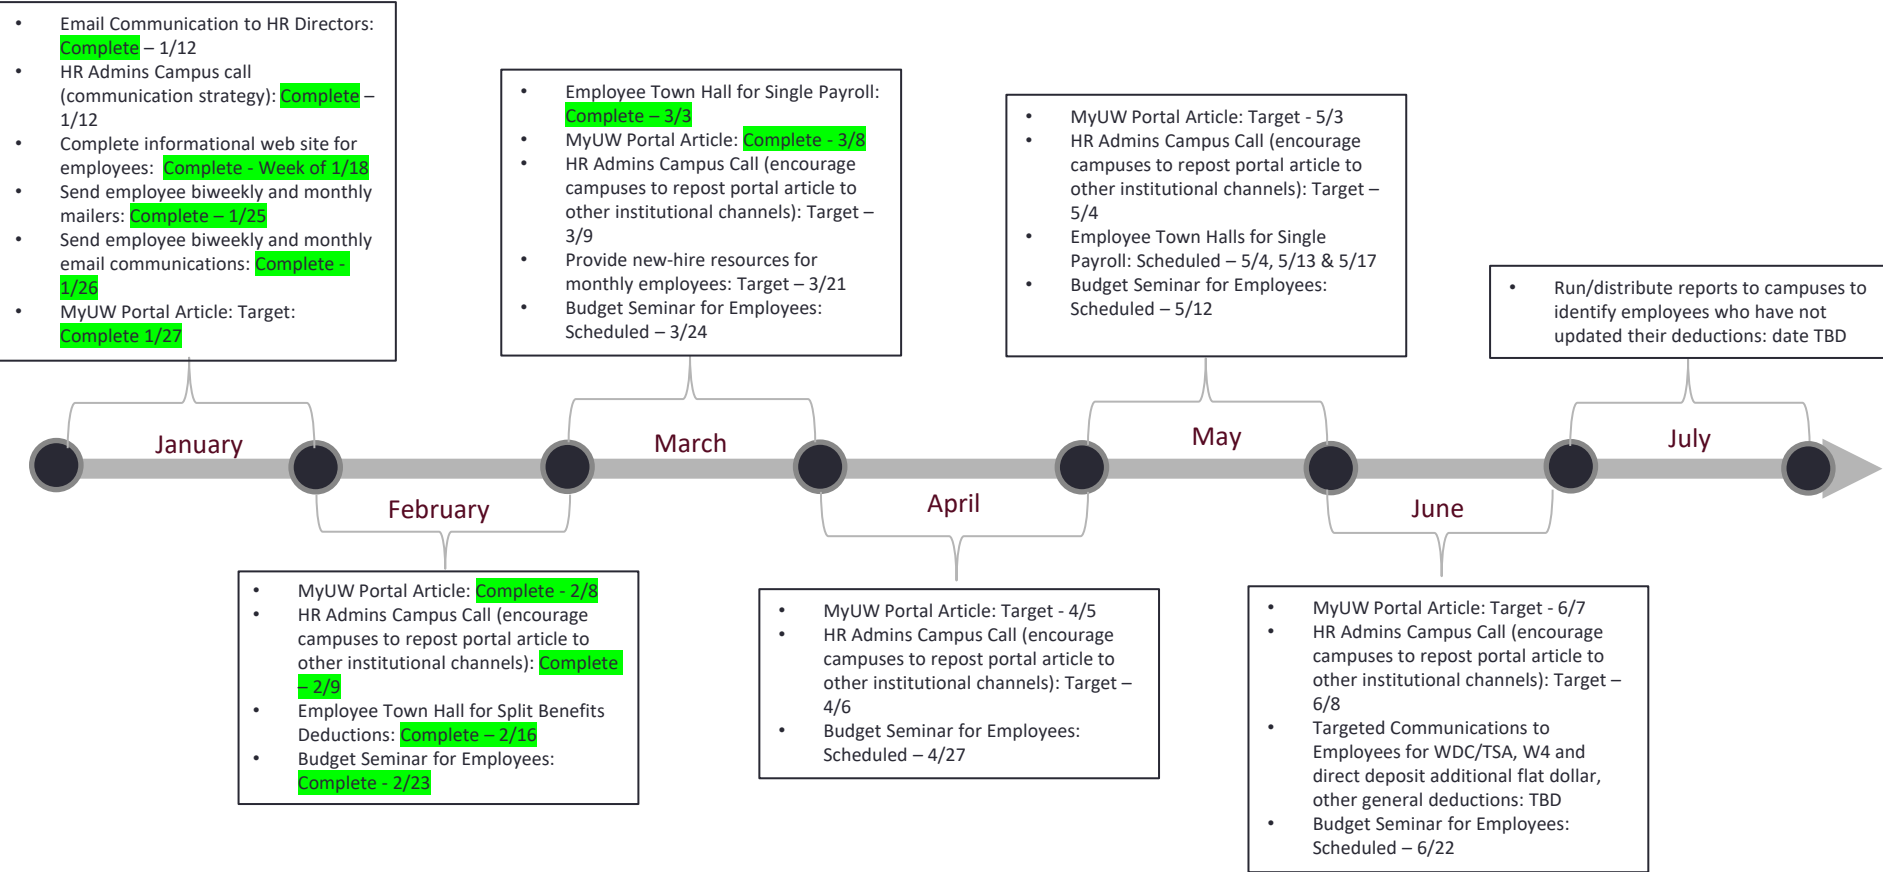 • Email Communication to HR Directors:
Complete – 1/12
• HR Admins Campus call
(communication strategy): Complete –
1/12
• Complete informational web site for
employees:  Complete - Week of 1/18
• Send employee biweekly and monthly
mailers: Complete – 1/25
• Send employee biweekly and monthly
email communications: Complete -
1/26
• MyUW Portal Article: Target:
Complete 1/27
• Employee Town Hall for Single Payroll:
Complete – 3/3
• MyUW Portal Article: Complete - 3/8
• HR Admins Campus Call (encourage
campuses to repost portal article to
other institutional channels): Target –
3/9
• Provide new-hire resources for
monthly employees: Target – 3/21
• Budget Seminar for Employees:
Scheduled – 3/24
• MyUW Portal Article: Target - 5/3
• HR Admins Campus Call (encourage
campuses to repost portal article to
other institutional channels): Target –
5/4
• Employee Town Halls for Single
Payroll: Scheduled – 5/4, 5/13 & 5/17
• Budget Seminar for Employees:
Scheduled – 5/12
• Run/distribute reports to campuses to
identify employees who have not
updated their deductions: date TBD
January
March
May
July
February
April
June
• MyUW Portal Article: Complete - 2/8
• HR Admins Campus Call (encourage
campuses to repost portal article to
other institutional channels): Complete
– 2/9
• Employee Town Hall for Split Benefits
Deductions: Complete – 2/16
• Budget Seminar for Employees:
Complete - 2/23
• MyUW Portal Article: Target - 4/5
• HR Admins Campus Call (encourage
campuses to repost portal article to
other institutional channels): Target –
4/6
• Budget Seminar for Employees:
Scheduled – 4/27
• MyUW Portal Article: Target - 6/7
• HR Admins Campus Call (encourage
campuses to repost portal article to
other institutional channels): Target –
6/8
• Targeted Communications to
Employees for WDC/TSA, W4 and
direct deposit additional flat dollar,
other general deductions: TBD
• Budget Seminar for Employees:
Scheduled – 6/22